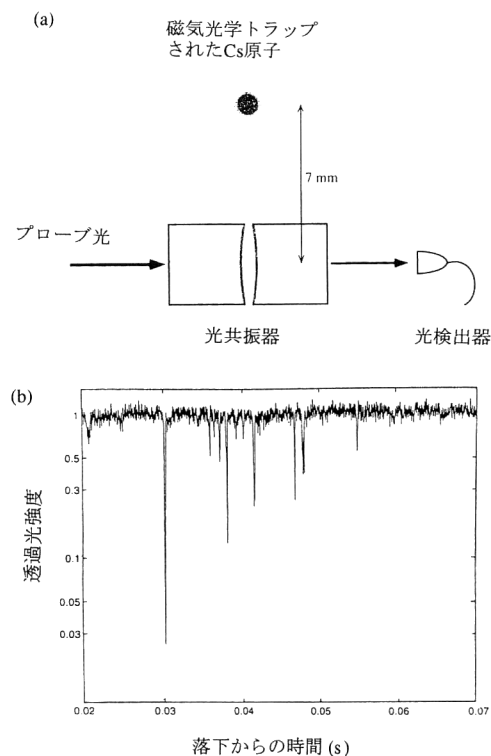 (a)
磁気光学トラップ
されたCs原子
7 mm
プローブ光
光共振器
光検出器
(b)
透過光強度
1
0.5
0.3
0.1
0.05
0.03
0.02
0.03
0.04
0.05
0.06
0.07
落下からの時間 (s)